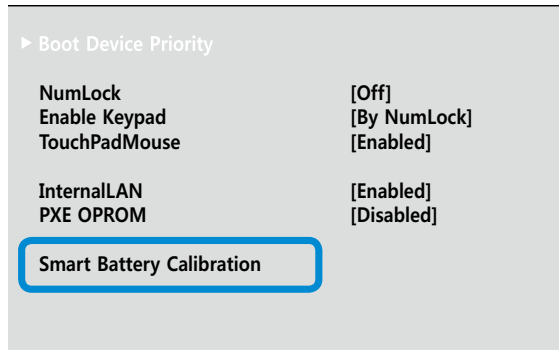 ▶ Boot Device Priority
NumLock [Off]
Enable Keypad [By NumLock]
TouchPadMouse [Enabled]
InternalLAN [Enabled]
PXE OPROM [Disabled]
Smart Battery Calibration